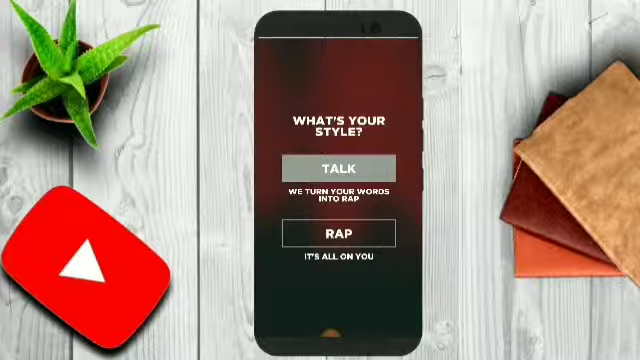 WHAT'S YOUR
STYLE?
TALK
WE TURN YOUR WORDS
INTO RAP
RAP
IT'S ALL ON YOU